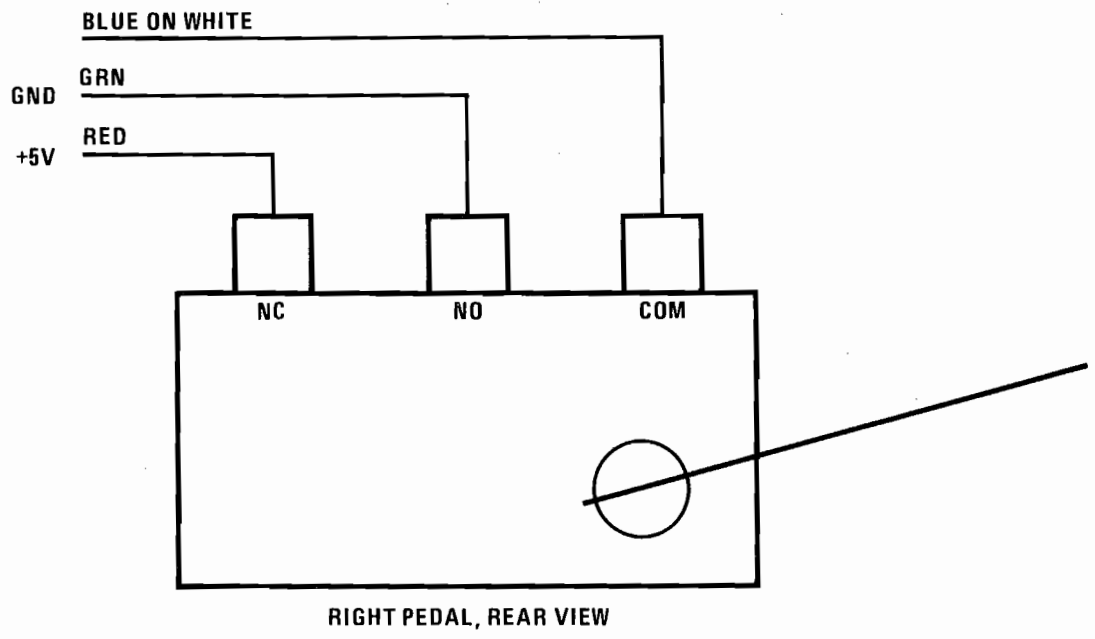 BLUE ON WHITE
GRN
GND
RED
+5V
NC NO COM
RIGHT PEDAL, REAR VIEW